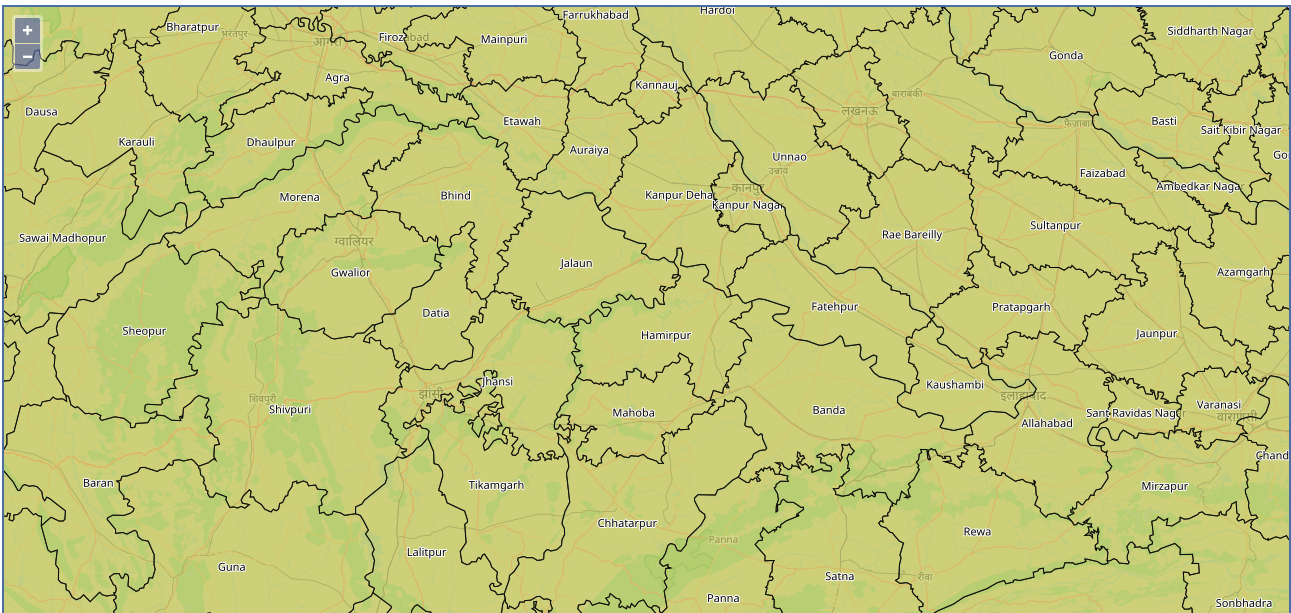 Farrukhabad
Hardoi
Bharatpur
भरतपुर
+
Siddharth Nagar
Firozabad
Mainpuri
आगरा
Gonda
−
Agra
Kannauj
बाराबंकी
लखनऊ
Dausa
Etawah
Basti
फ़ैज़ाबाद
Sait Kibir Nagar
Karauli
Dhaulpur
Auraiya
Unnao
Go
उन्नाव
Faizabad
कानपुर
Ambedkar Nagar
Morena
Bhind
Kanpur Dehat
Kanpur Nagar
Sultanpur
Rae Bareilly
Sawai Madhopur
ग्वालियर
Jalaun
Gwalior
Azamgarh
Fatehpur
Pratapgarh
Datia
Sheopur
Hamirpur
Jaunpur
Jhansi
Kaushambi
झांसी
इलाहाबाद
शिवपुरी
Shivpuri
Mahoba
Banda
Sant Ravidas Nagar
Varanasi
वाराणसी
Allahabad
Chand
Baran
Tikamgarh
Mirzapur
Chhatarpur
Rewa
Panna
Lalitpur
Guna
Satna
रीवा
Panna
Sonbhadra